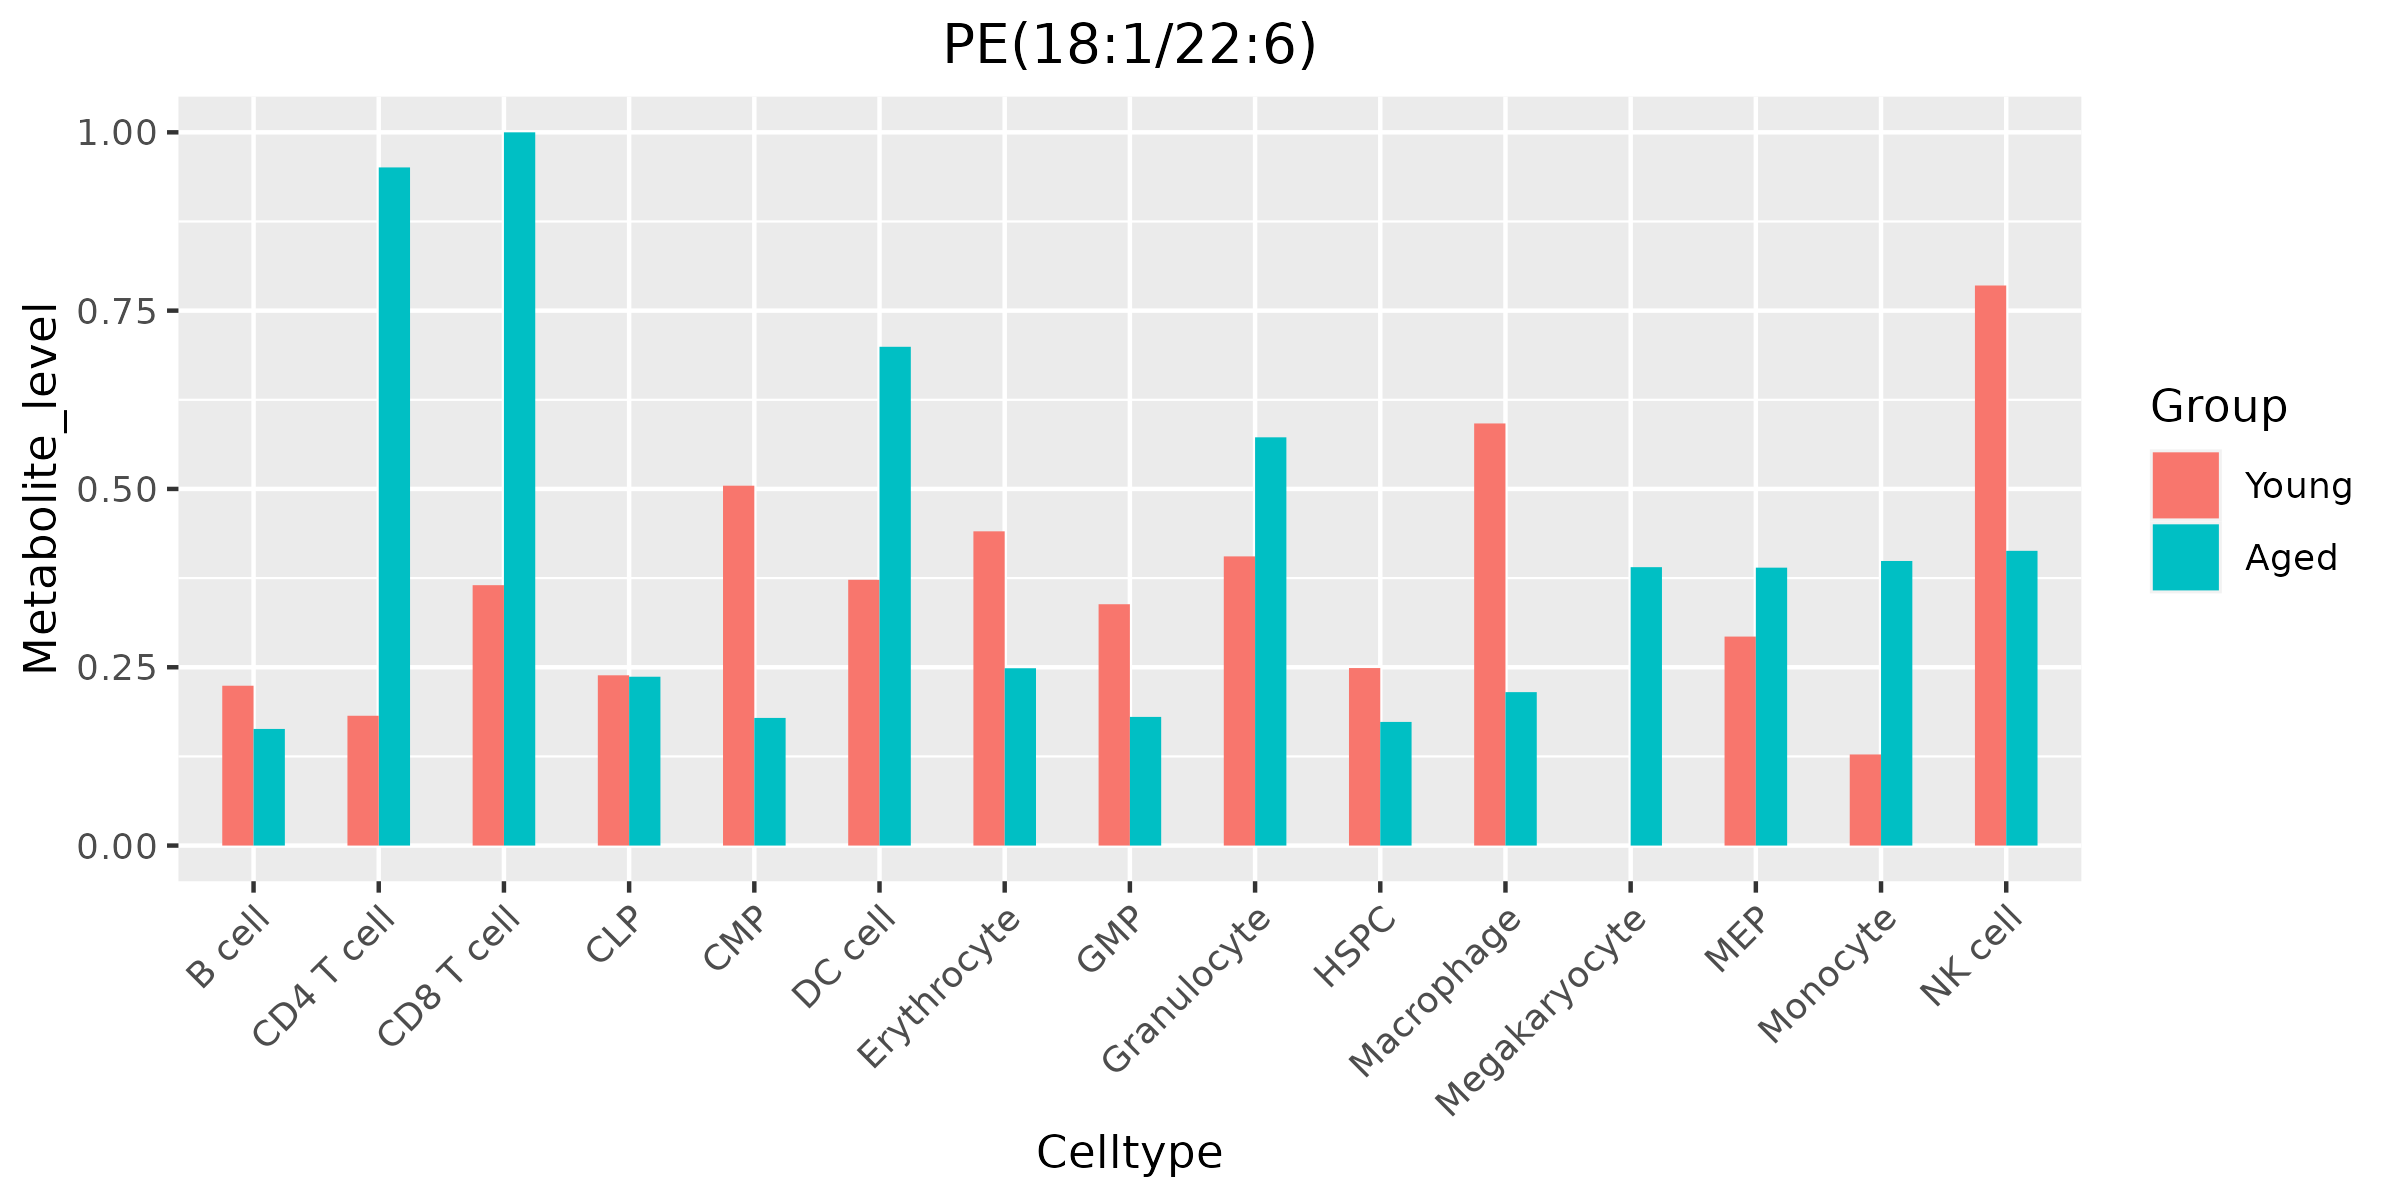 PE(18:1/22:6)
Metabolite_level
1.00
0.75
0.50
0.25
0.00
B cell
CD4 T cell
CD8 T cell
CLP
CMP
DC cell
Erythrocyte
GMP
Granulocyte
HSPC
Macrophage
Megakaryocyte
MEP
Monocyte
NK cell
Celltype
Group
Young
Aged